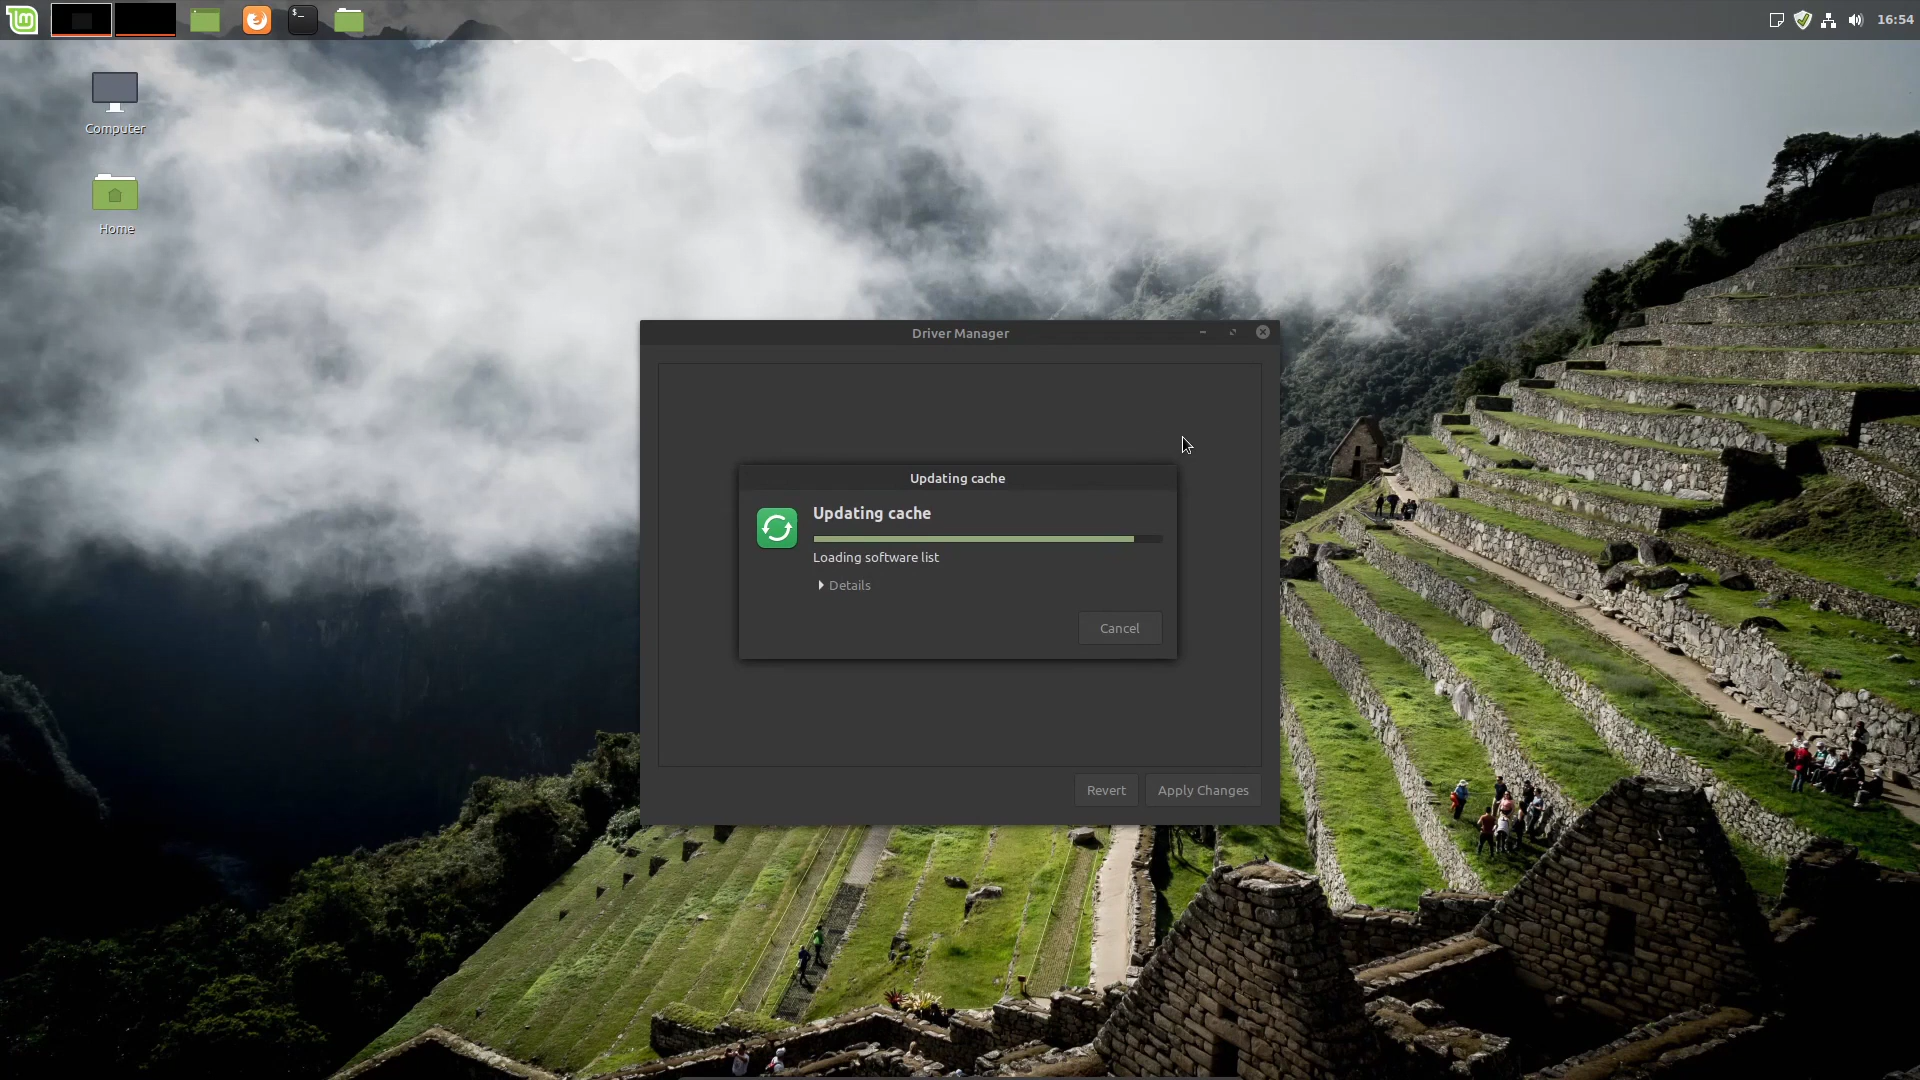 $_
16:54
Computer
Home
Driver Manager
Updating cache
Updating cache
Loading software list
Details
Cancel
Revert
Apply Changes